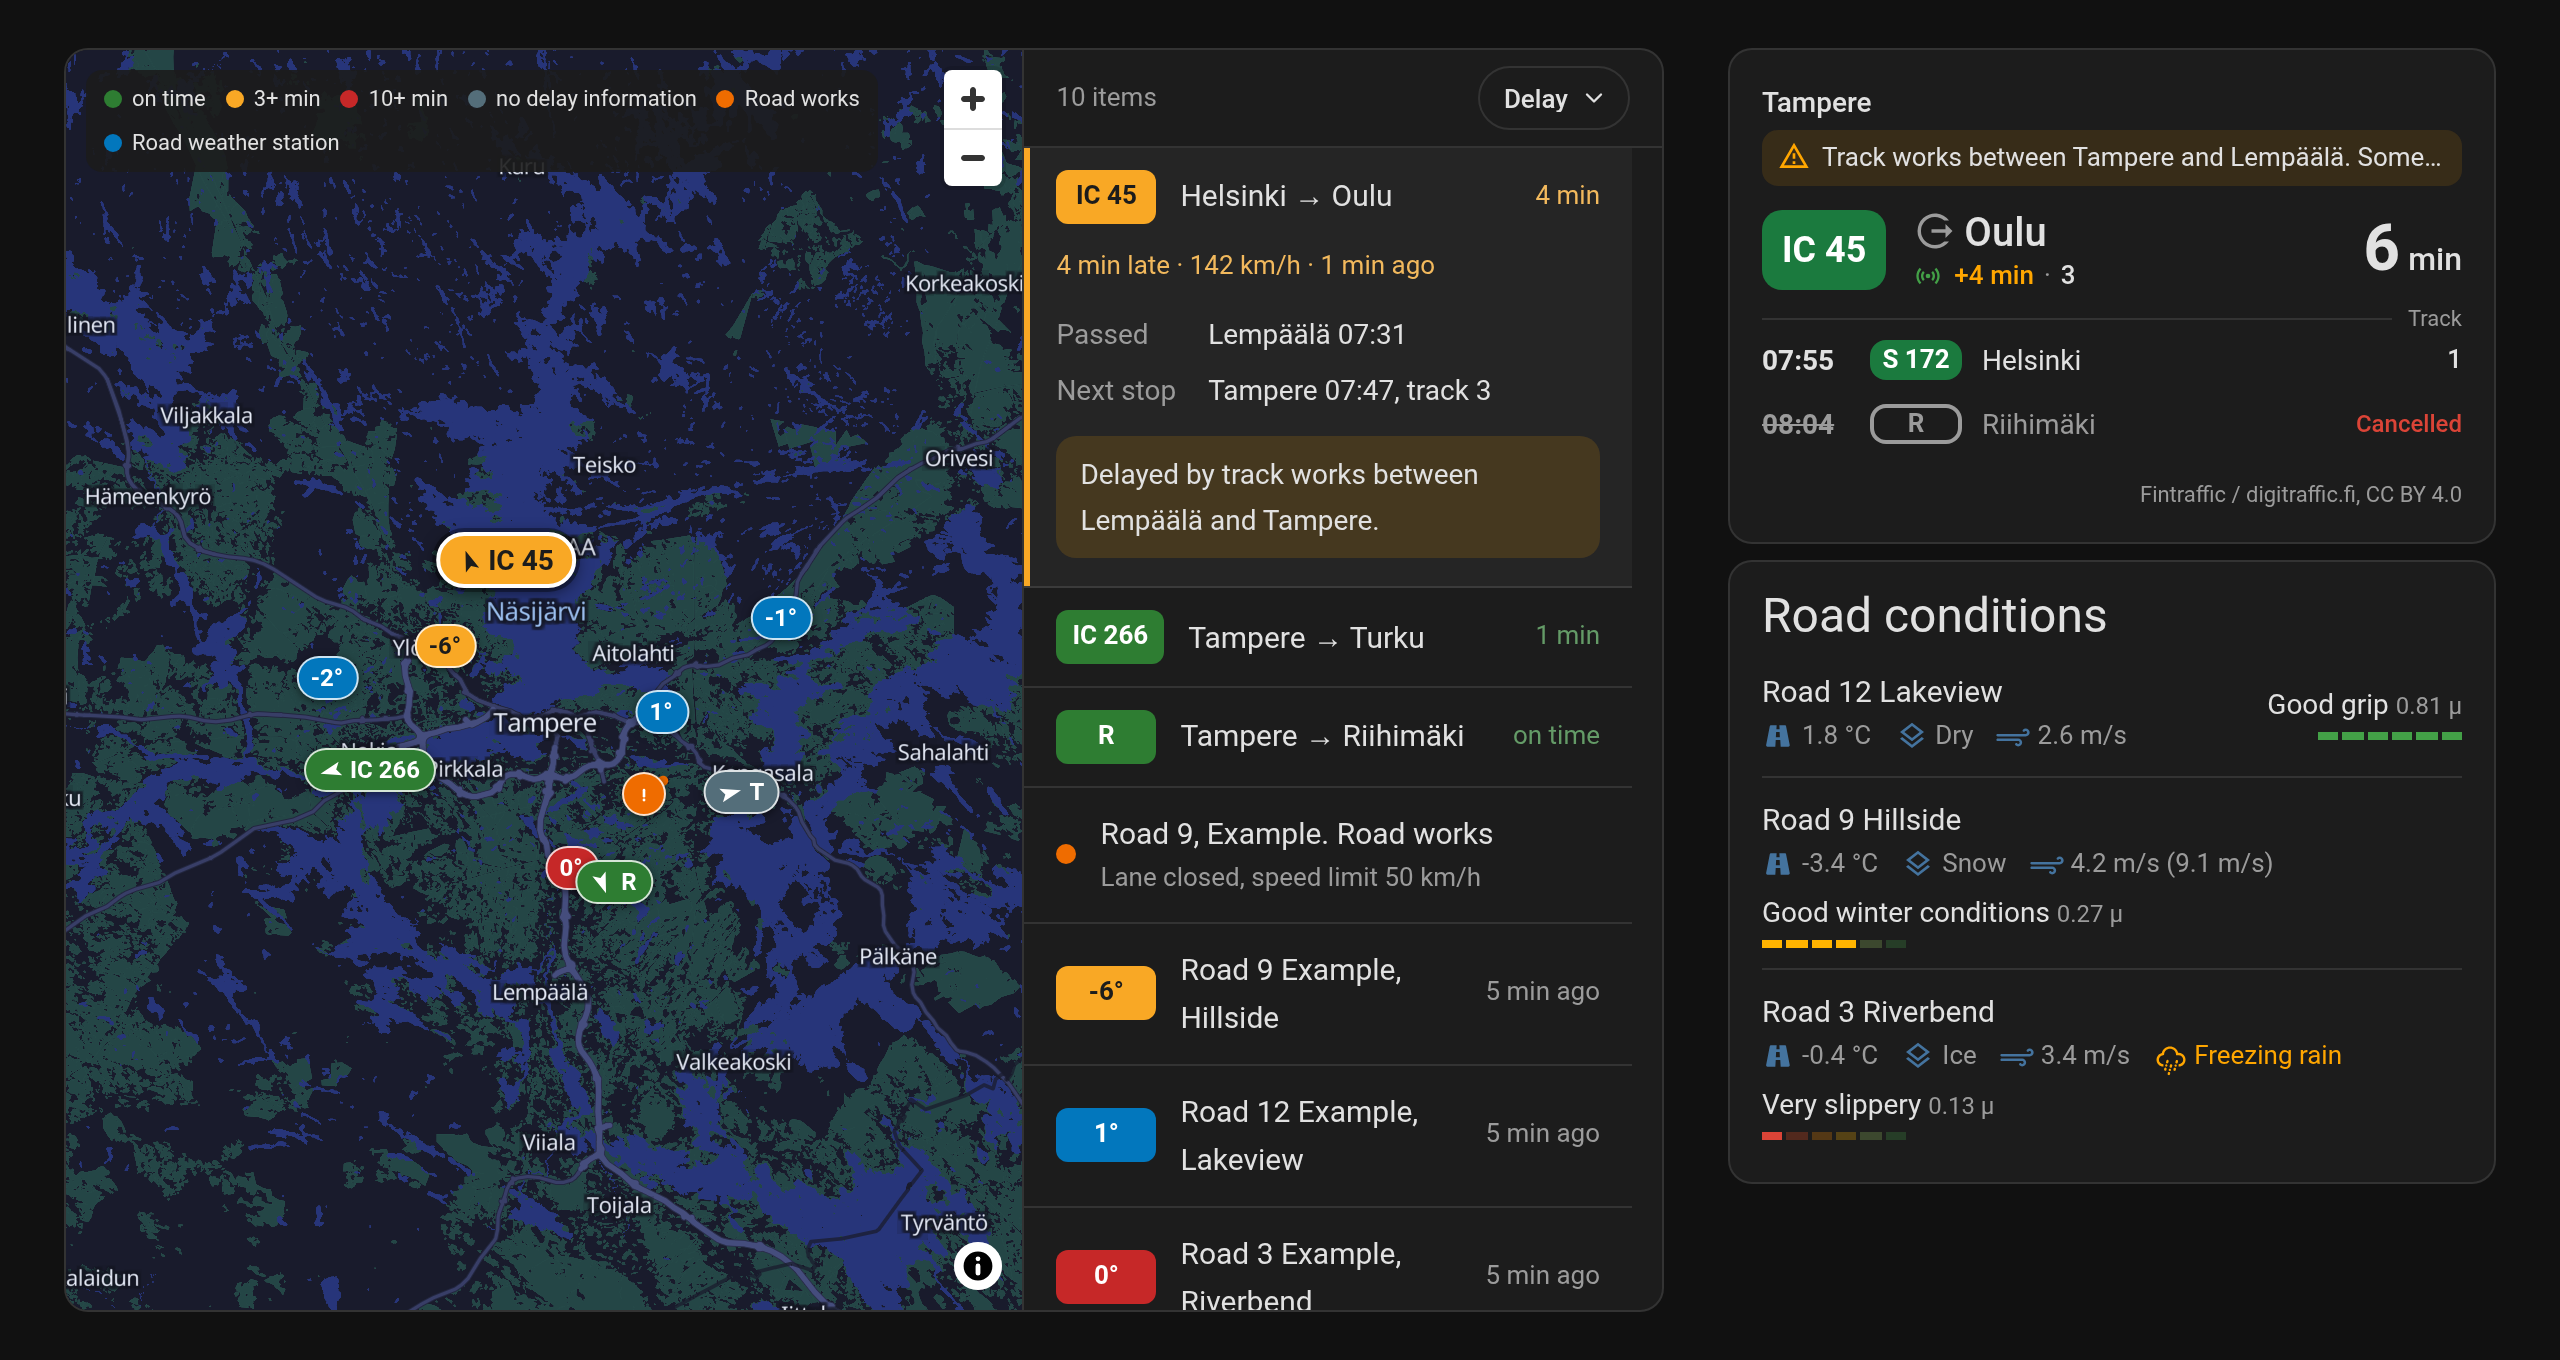 on time
3+ min
10+ min
no delay information
Road works
Road weather station
+
−
Kuru
Korkeakoski
linen
Viljakkala
Teisko
Orivesi
Hämeenkyrö
IC 45
AA
Näsijärvi
-1°
-6°
Aitolahti
-2°
1°
Tampere
Sahalahti
IC 266
irkkala
!
T
0°
R
Pälkäne
Lempäälä
Valkeakoski
Viiala
Toijala
Tyrväntö
alaidun
10 items
Delay
IC 45 Helsinki → Oulu 4 min
4 min late · 142 km/h · 1 min ago
Passed Lempäälä 07:31
Next stop Tampere 07:47, track 3
Delayed by track works between
Lempäälä and Tampere.
IC 266 Tampere → Turku 1 min
R Tampere → Riihimäki on time
Road 9, Example. Road works
Lane closed, speed limit 50 km/h
-6° Road 9 Example, 5 min ago
Hillside
1° Road 12 Example, 5 min ago
Lakeview
0° Road 3 Example, 5 min ago
Riverbend
Tampere
Track works between Tampere and Lempäälä. Some...
IC 45 Oulu 6 min
+4 min · 3
Track
07:55 S 172 Helsinki 1
08:04 R Riihimäki Cancelled
Fintraffic / digitraffic.fi, CC BY 4.0
Road conditions
Road 12 Lakeview
Good grip 0.81 µ
1.8 °C Dry 2.6 m/s
Road 9 Hillside
-3.4 °C Snow 4.2 m/s (9.1 m/s)
Good winter conditions 0.27 µ
Road 3 Riverbend
-0.4 °C Ice 3.4 m/s Freezing rain
Very slippery 0.13 µ